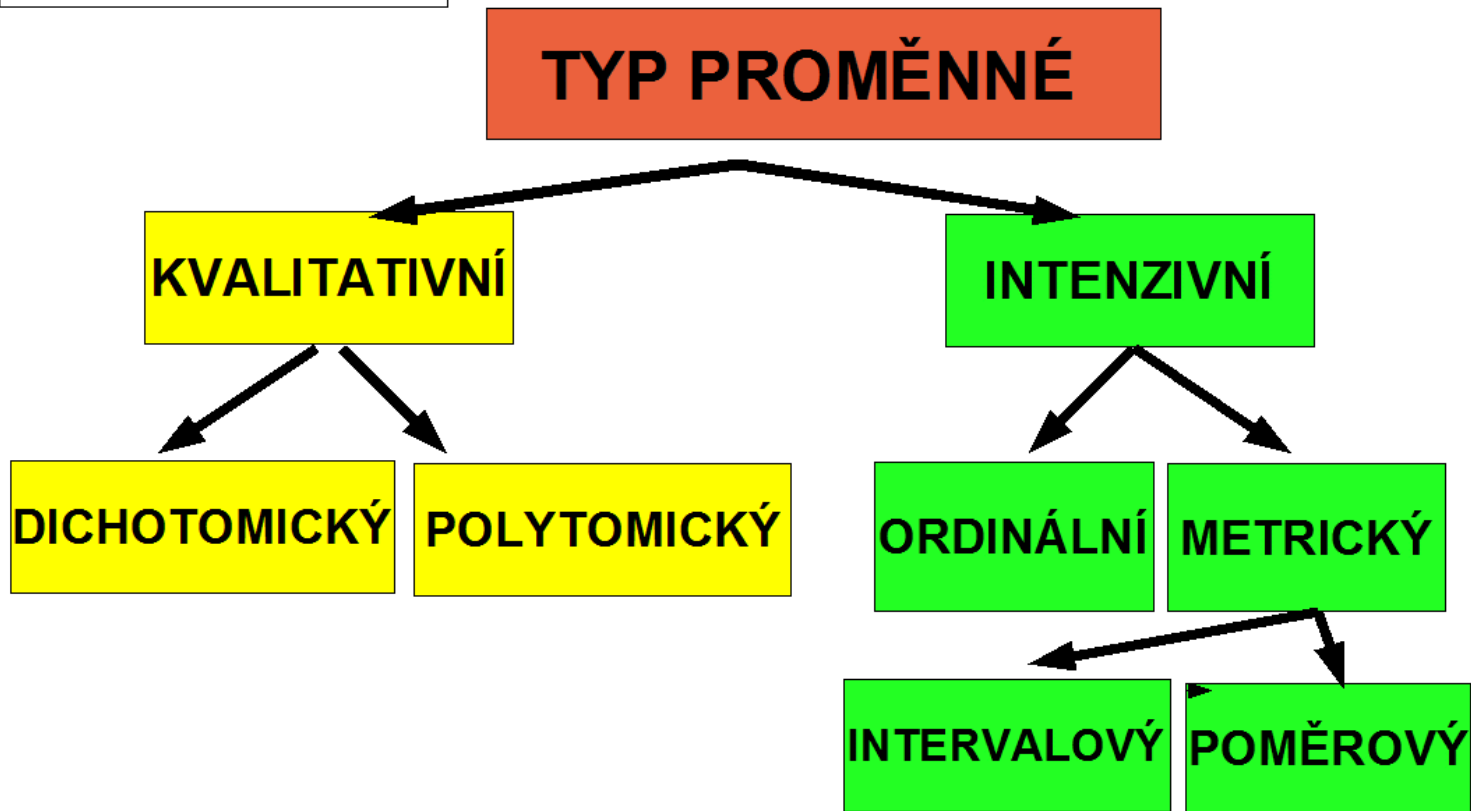 TYP PROMĚNNÉ
KVALITATIVNÍ
INTENZIVNÍ
DICHOTOMICKÝ
POLYTOMICKÝ
ORDINÁLNÍ
METRICKÝ
INTERVALOVÝ
POMĚROVÝ